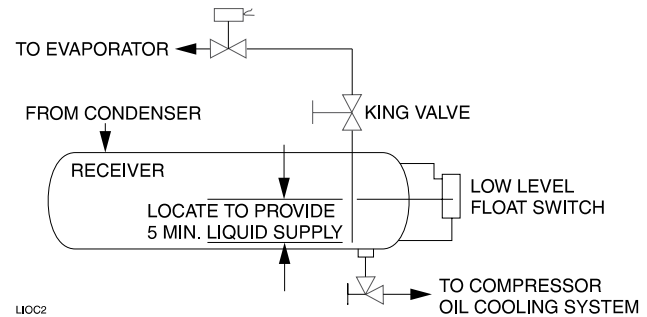 TO EVAPORATOR
FROM CONDENSER
KING VALVE
RECEIVER
LOCATE TO PROVIDE
5 MIN. LIQUID SUPPLY
LOW LEVEL
FLOAT SWITCH
TO COMPRESSOR
OIL COOLING SYSTEM
LIOC2